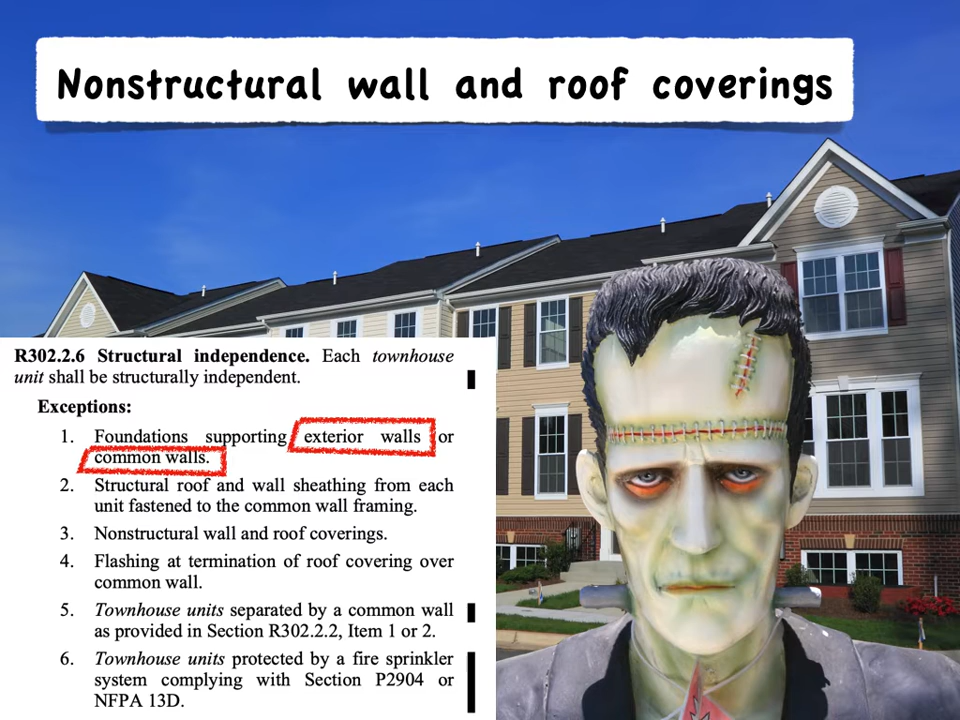 Nonstructural wall and roof coverings
R302.2.6 Structural independence. Each townhouse
unit shall be structurally independent.
Exceptions:
1. Foundations supporting exterior walls or
common walls.
2. Structural roof and wall sheathing from each
unit fastened to the common wall framing.
3. Nonstructural wall and roof coverings.
4. Flashing at termination of roof covering over
common wall.
5. Townhouse units separated by a common wall
as provided in Section R302.2.2, Item 1 or 2.
6. Townhouse units protected by a fire sprinkler
system complying with Section P2904 or
NFPA 13D.